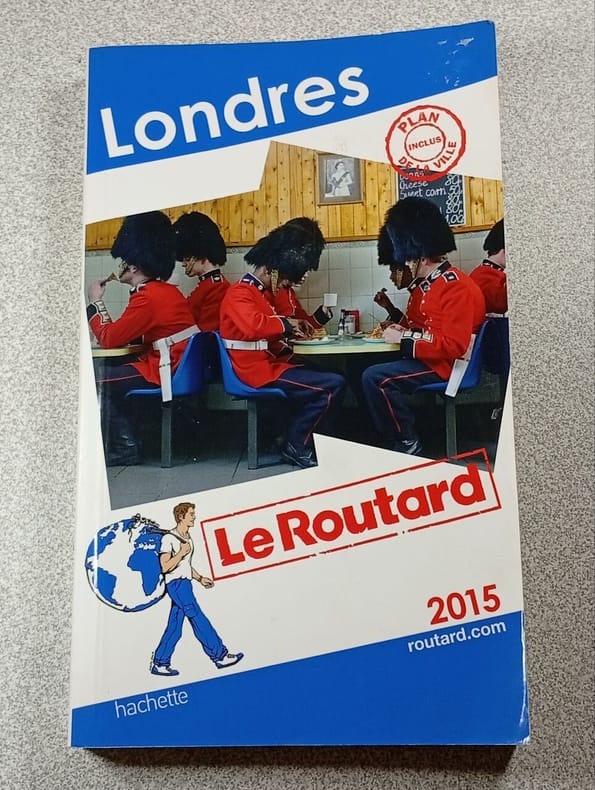 Londres
PLAN
INCLUS
DE LA VILLE
Cheese
Sweet corn
Le Routard
2015
routard.com
hachette